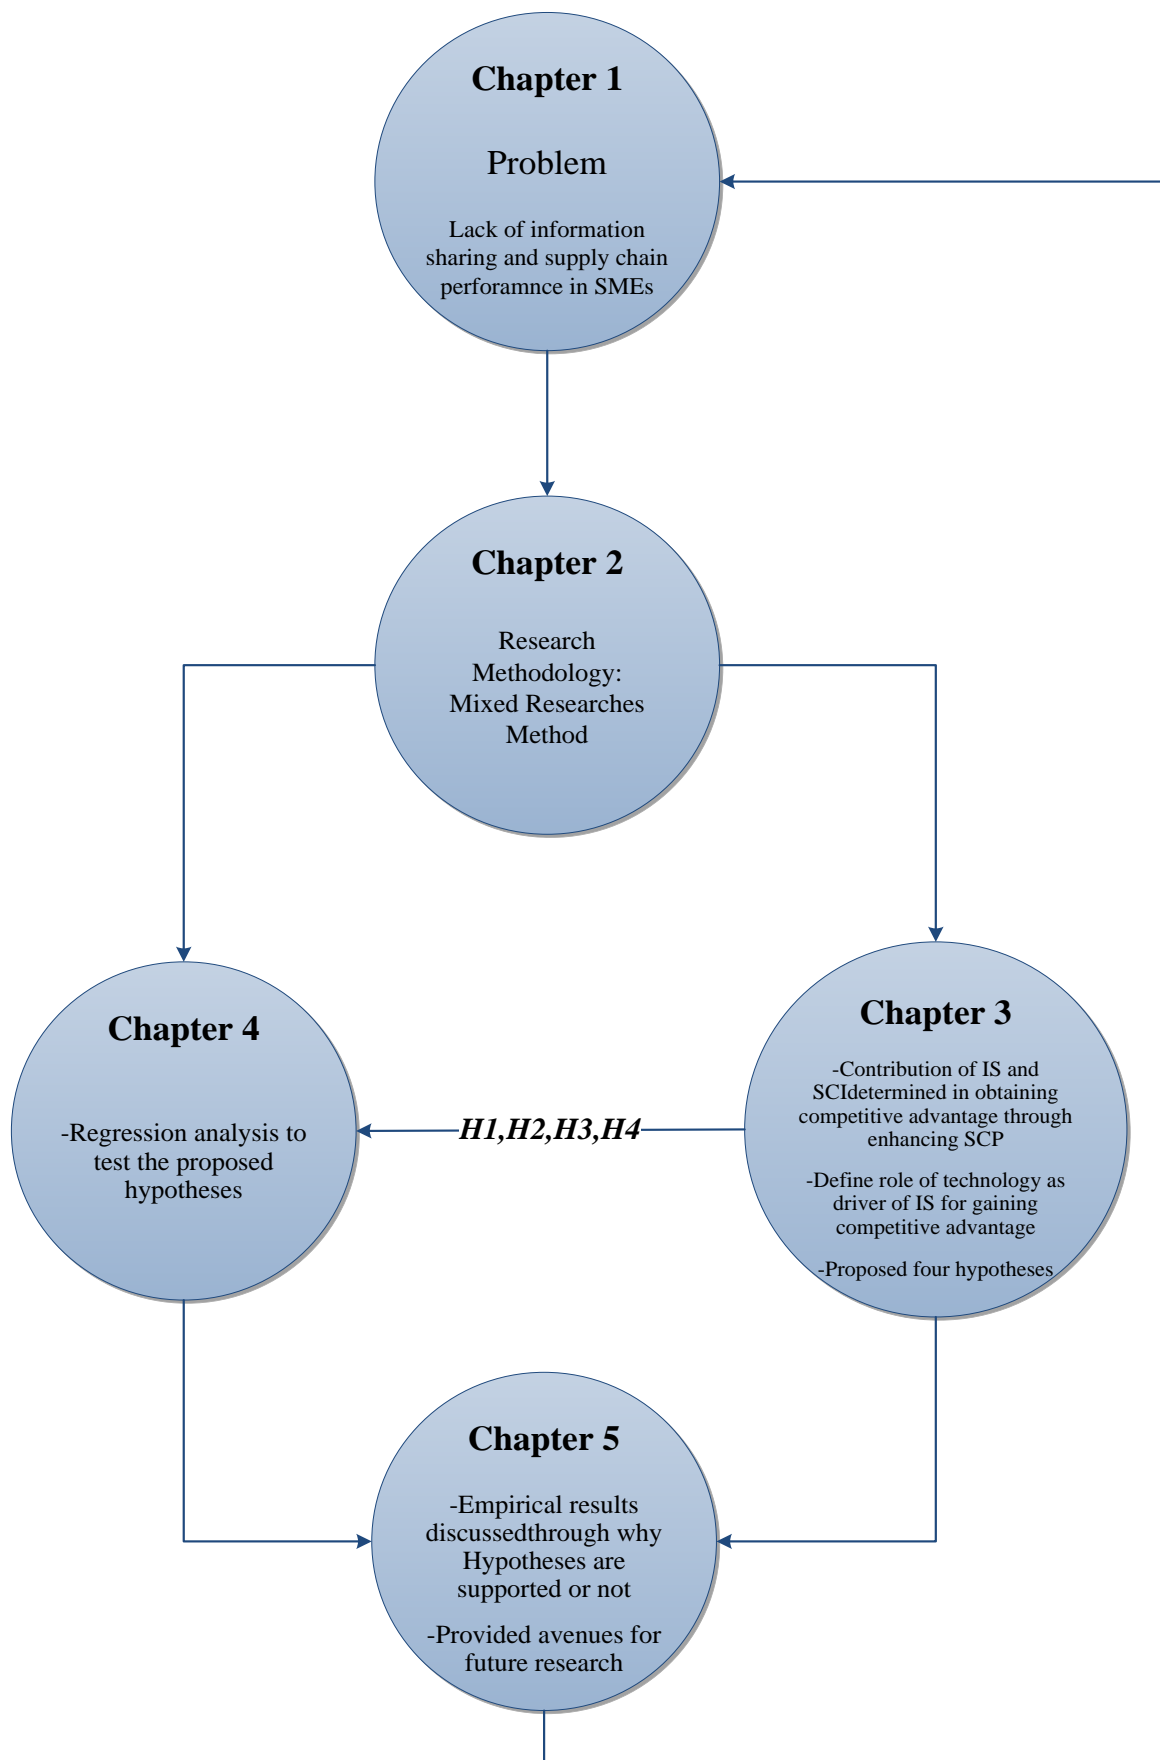 Chapter 1
Problem
Lack of information
sharing and supply chain
perforamnce in SMEs
Chapter 2
Research
Methodology:
Mixed Researches
Method
Chapter 4
-Regression analysis to
test the proposed
hypotheses
H1,H2,H3,H4
Chapter 3
-Contribution of IS and
SCIdetermined in obtaining
competitive advantage through
enhancing SCP
-Define role of technology as
driver of IS for gaining
competitive advantage
-Proposed four hypotheses
Chapter 5
-Empirical results
discussedthrough why
Hypotheses are
supported or not
-Provided avenues for
future research